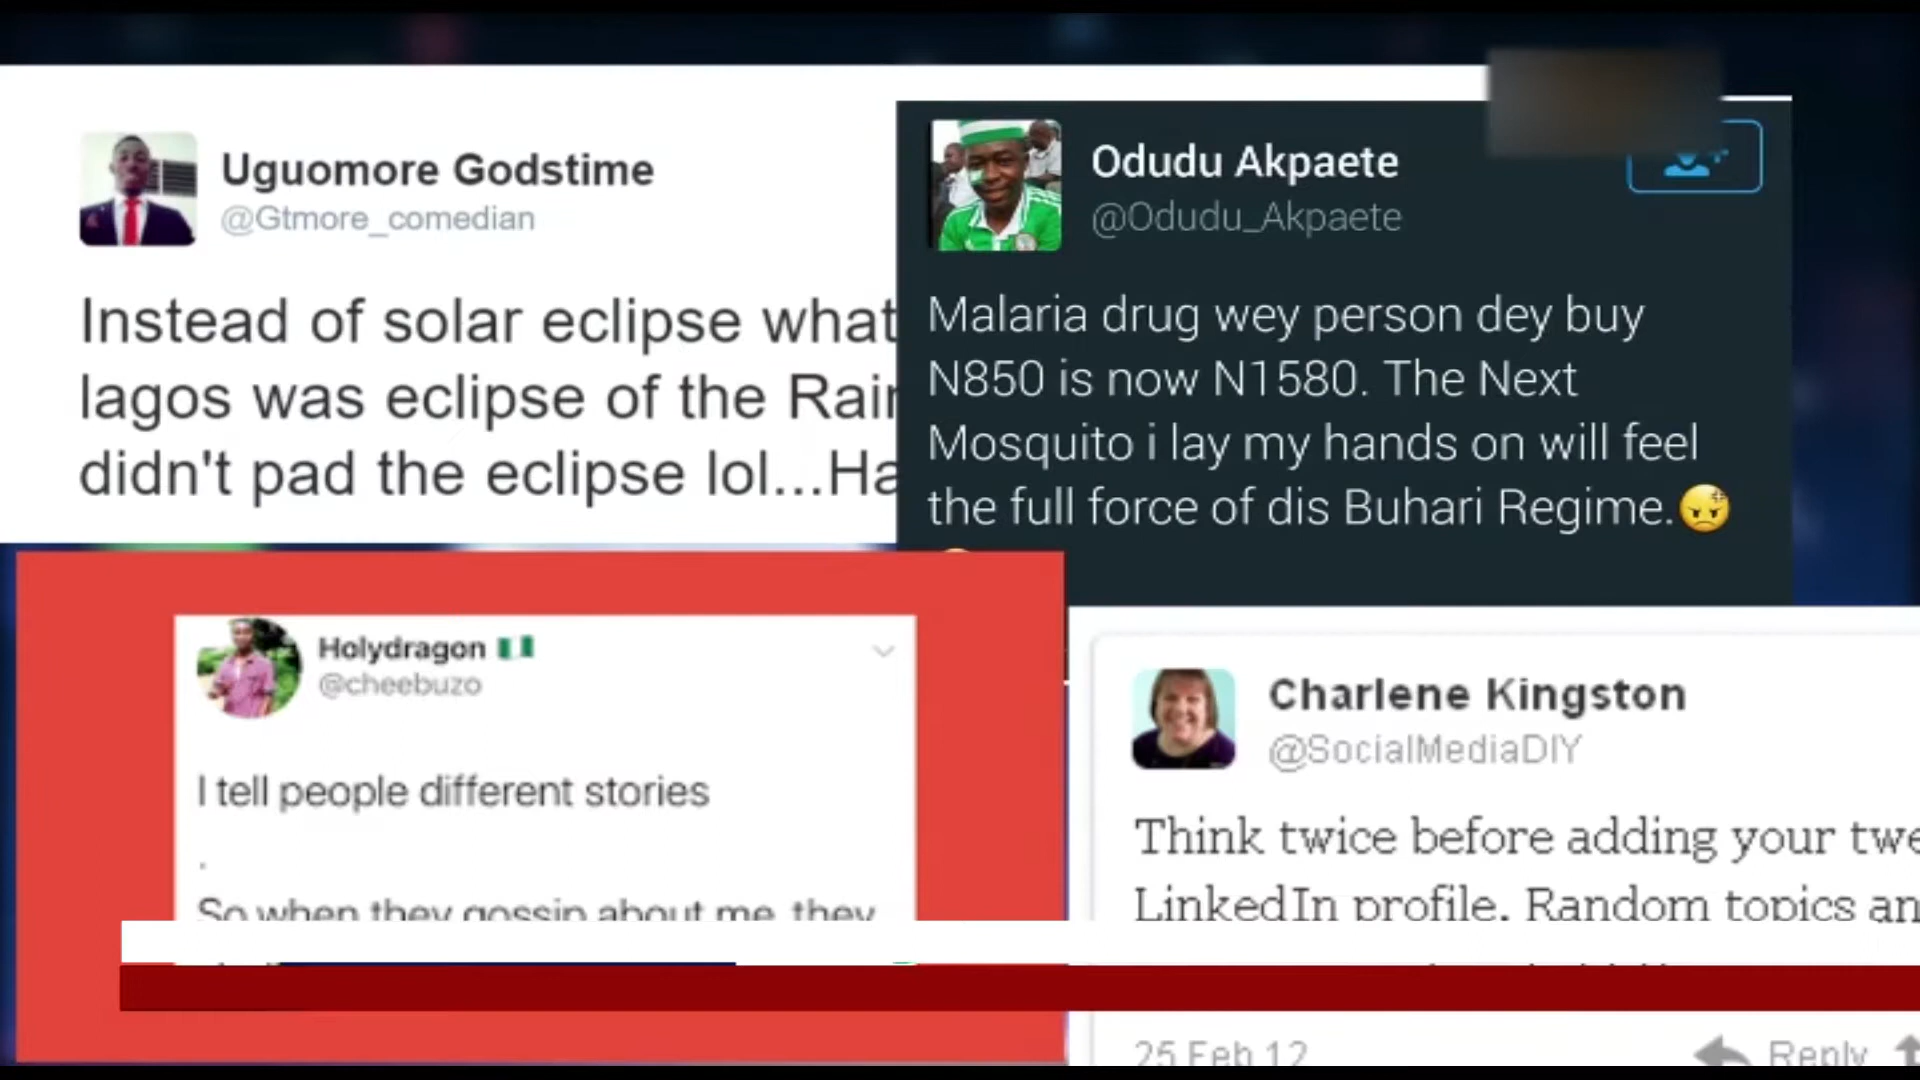 Uguomore Godstime
@Gtmore_comedian
Instead of solar eclipse what
lagos was eclipse of the
didn't pad the eclipse lol...
Odudu Akpaete
@Odudu_Akpaete
Malaria drug wey person dey buy
N850 is now N1580. The Next
Mosquito i lay my hands on will feel
the full force of dis Buhari Regime.😡
Holydragon 🇳🇬
@cheebuzo
I tell people different stories
.
So when they gossip about me, they
Charlene Kingston
@SocialMediaDIY
Think twice before adding your
LinkedIn profile. Random topics
25 Feb 12
Reply